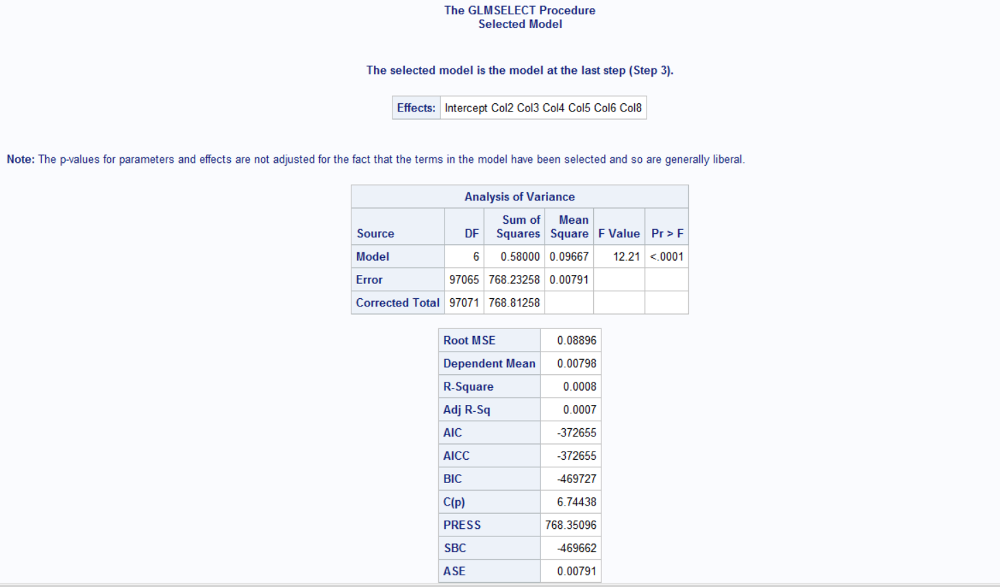 The GLMSELECT Procedure
Selected Model
The selected model is the model at the last step (Step 3).
Effects: Intercept Col2 Col3 Col4 Col5 Col6 Col8
Note: The p-values for parameters and effects are not adjusted for the fact that the terms in the model have been selected and so are generally liberal.
Analysis of Variance
Source DF Sum of Squares Mean Square F Value Pr > F
Model 6 0.58000 0.09667 12.21 <.0001
Error 97065 768.23258 0.00791
Corrected Total 97071 768.81258
Root MSE 0.08896
Dependent Mean 0.00798
R-Square 0.0008
Adj R-Sq 0.0007
AIC -372655
AICC -372655
BIC -469727
C(p) 6.74438
PRESS 768.35096
SBC -469662
ASE 0.00791